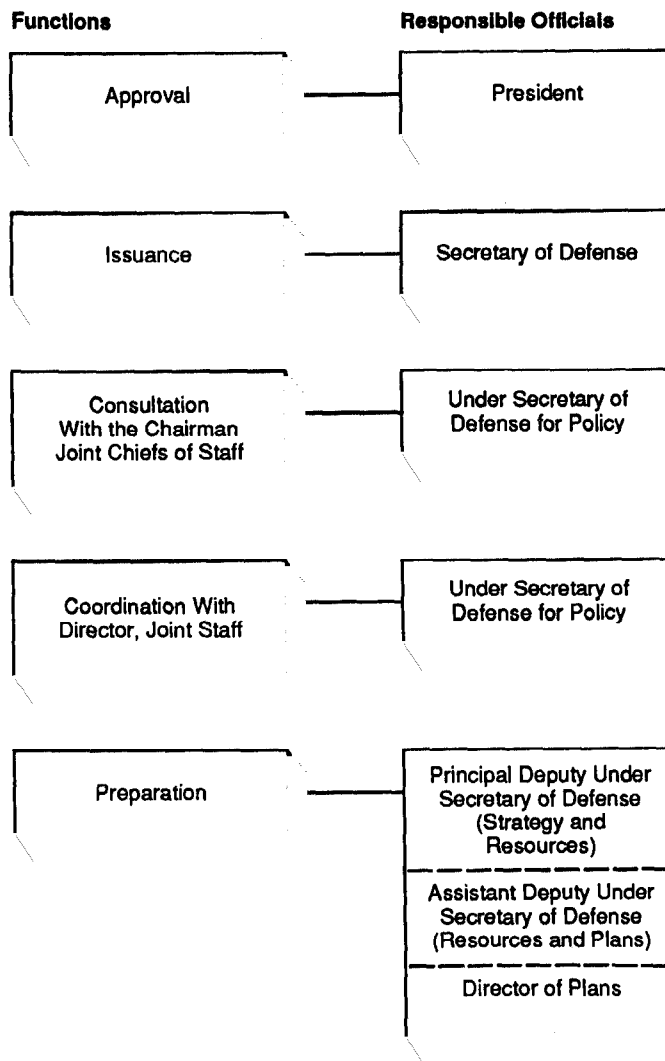 Functions
Responsible Officials
Approval
President
Issuance
Secretary of Defense
Consultation
With the Chairman
Joint Chiefs of Staff
Under Secretary of
Defense for Policy
Coordination With
Director, Joint Staff
Under Secretary of
Defense for Policy
Preparation
Principal Deputy Under
Secretary of Defense
(Strategy and
Resources)
Assistant Deputy Under
Secretary of Defense
(Resources and Plans)
Director of Plans